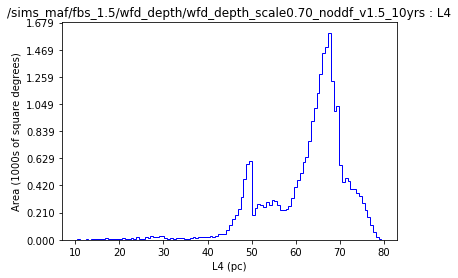 /sims_maf/fbs_1.5/wfd_depth/wfd_depth_scale0.70_noddf_v1.5_10yrs : L4
1.679
1.469
1.259
1.049
0.839
0.629
0.420
0.210
0.000
Area (1000s of square degrees)
10 20 30 40 50 60 70 80
L4 (pc)